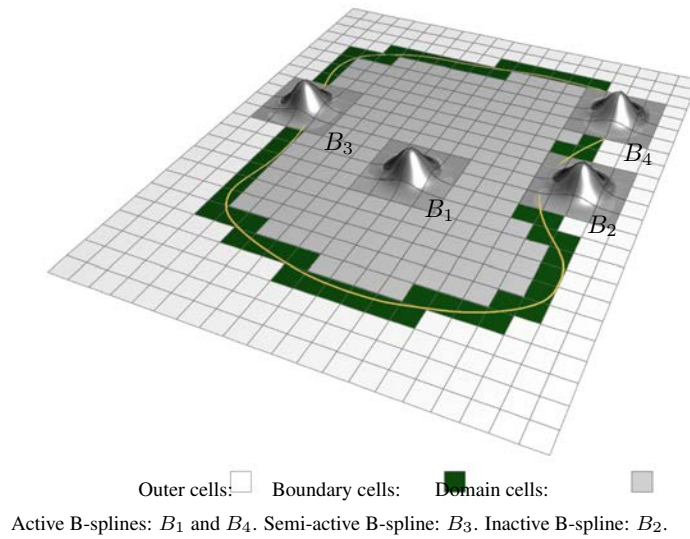 B₃
B₄
B₁
B₂
Outer cells: Boundary cells: Domain cells:
Active B-splines: B₁ and B₄. Semi-active B-spline: B₃. Inactive B-spline: B₂.